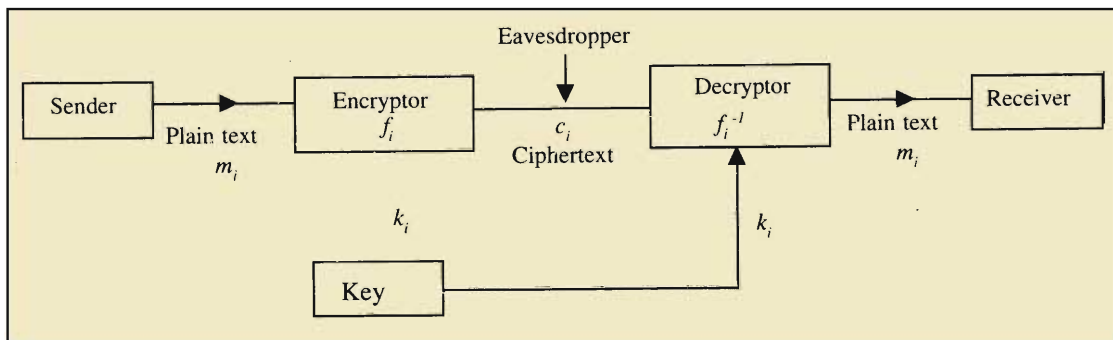 Eavesdropper
Sender
Encryptor
f_i
Decryptor
f_i^{-1}
Receiver
Plain text
m_i
c_i
Ciphertext
Plain text
m_i
k_i
k_i
Key